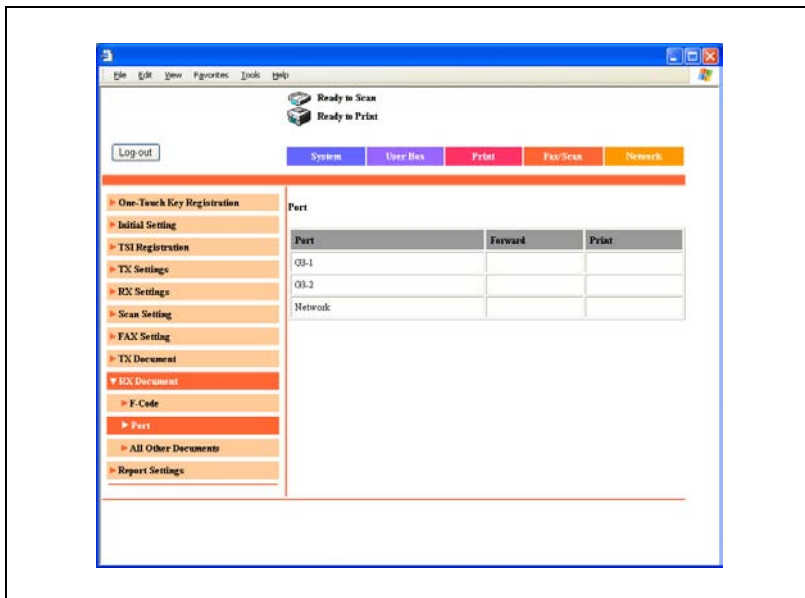 File Edit View Favorites Tools Help
Ready to Scan
Ready to Print
Log-out
System User Box Print Fax/Scan Network
One-Touch Key Registration
Initial Setting
TSI Registration
TX Settings
RX Settings
Scan Setting
FAX Setting
TX Document
RX Document
F-Code
Port
All Other Documents
Report Settings
Port
Port Forward Print
G3-1
G3-2
Network